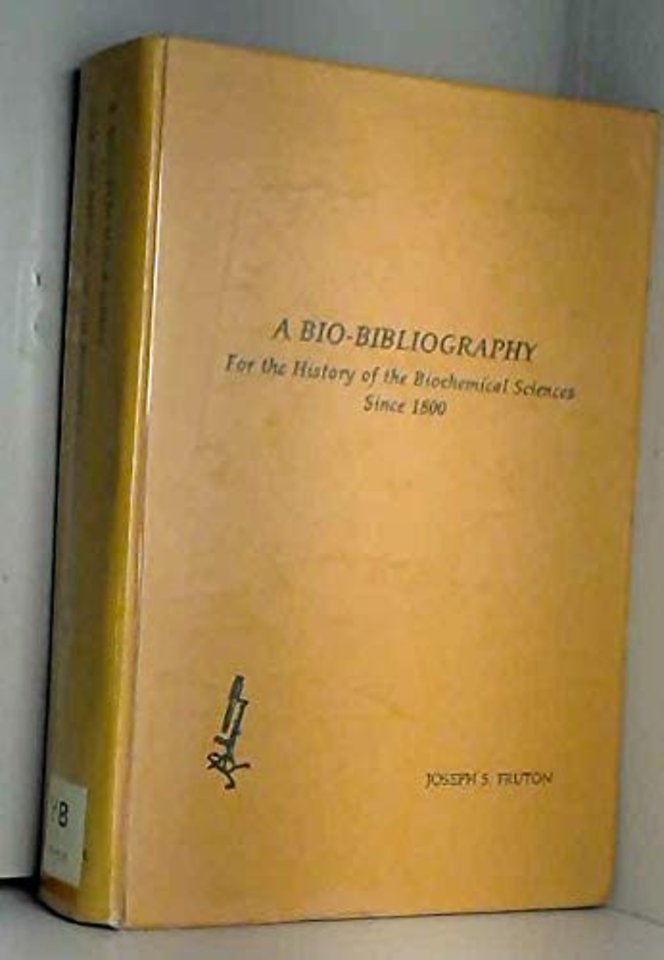 A BIO-BIBLIOGRAPHY
For the History of the Biochemical Sciences
Since 1800
JOSEPH S. FRUTON
B